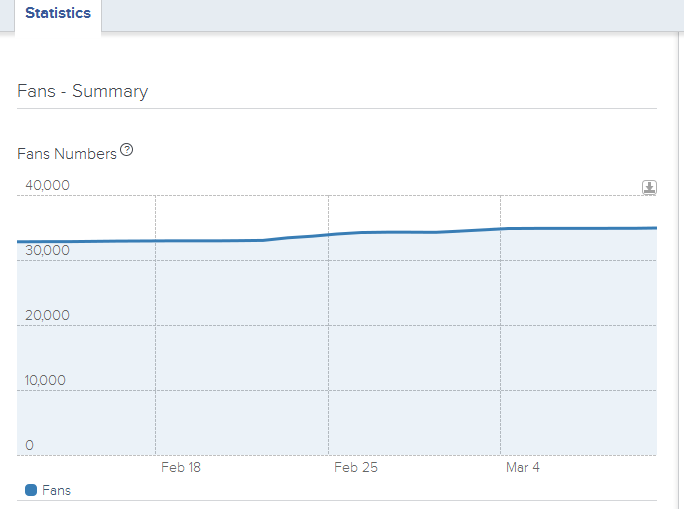 Statistics
Fans - Summary
Fans Numbers ?
40,000
30,000
20,000
10,000
0
Feb 18 Feb 25 Mar 4
Fans